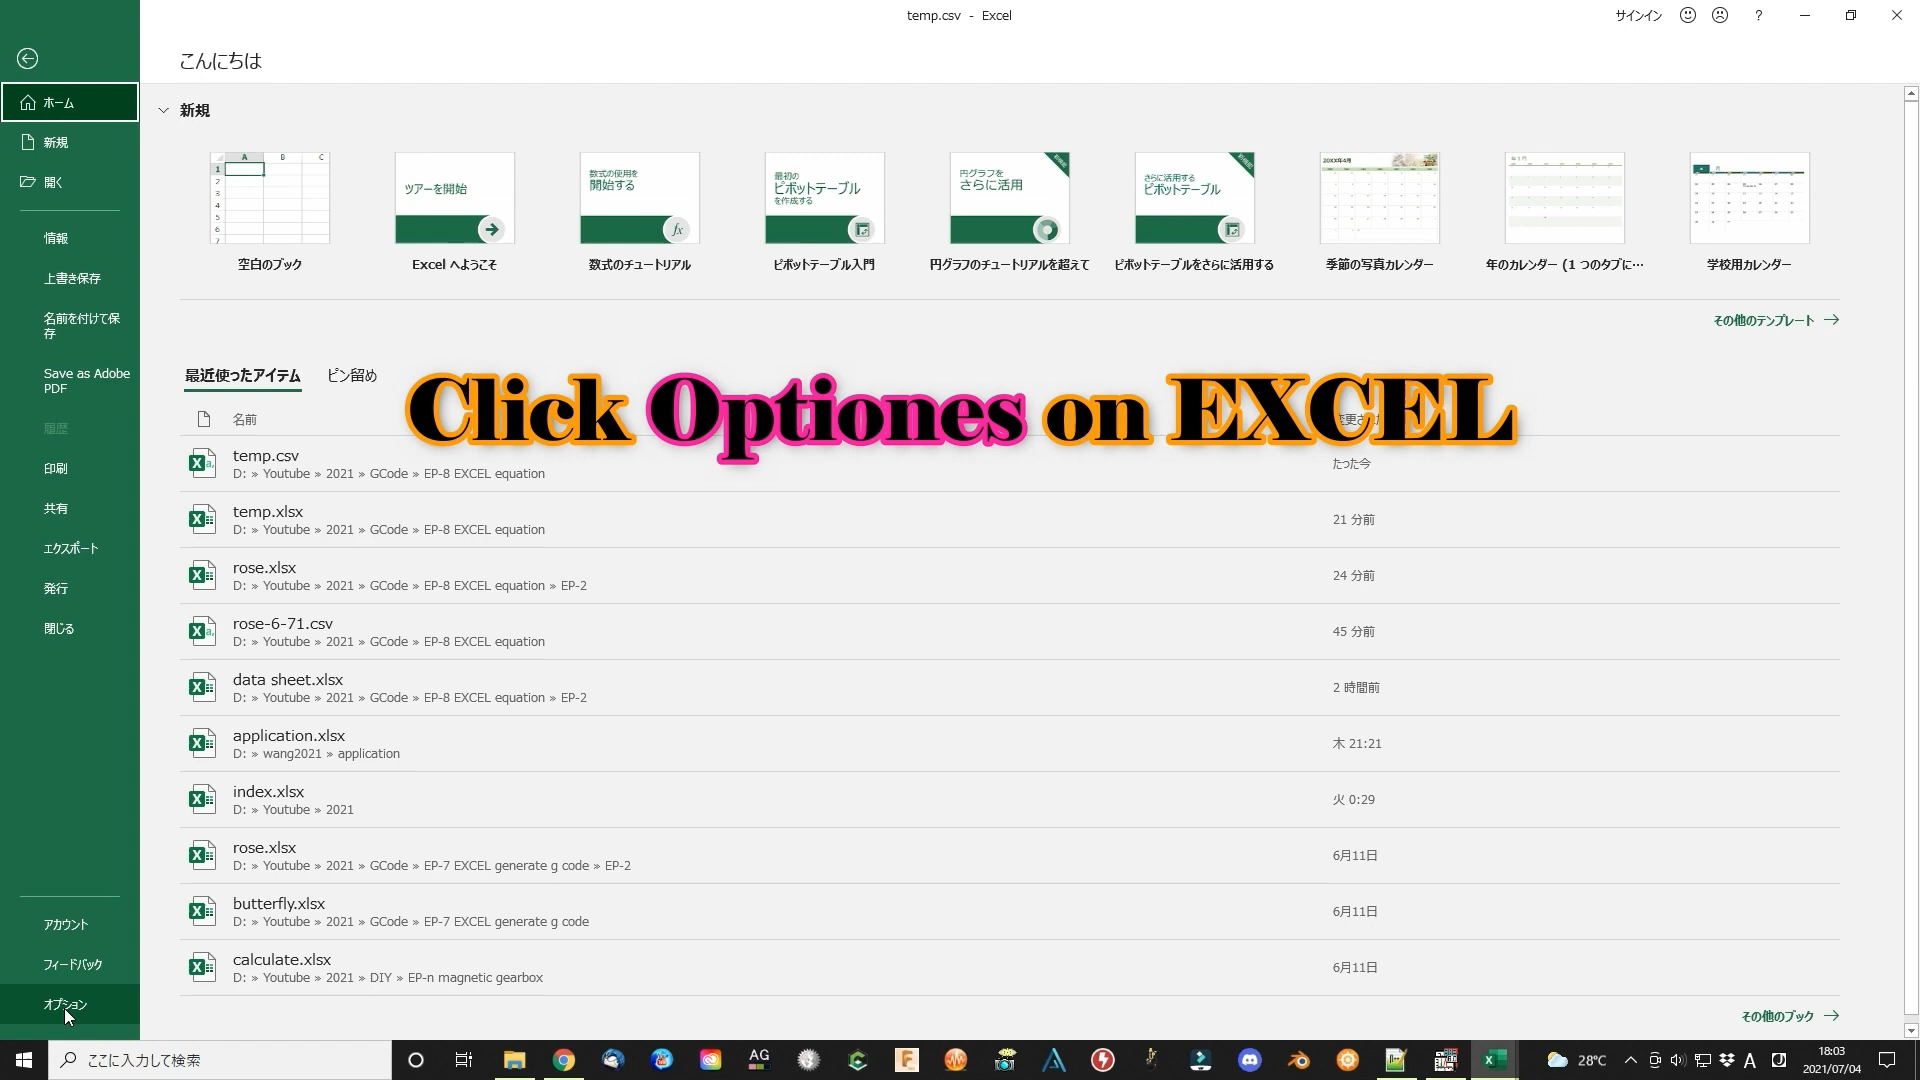 temp.csv - Excel
サインイン
?
こんにちは
ホーム
新規
開く
情報
上書き保存
名前を付けて保
存
Save as Adobe
PDF
履歴
印刷
共有
エクスポート
発行
閉じる
アカウント
フィードバック
オプション
新規
A B C
1
2
3
4
5
6
7
空白のブック
ツアーを開始
Excel へようこそ
数式の使用を
開始する
fx
数式のチュートリアル
最初の
ピボットテーブル
を作成する
ピボットテーブル入門
円グラフを
さらに活用
円グラフのチュートリアルを超えて
さらに活用する
ピボットテーブル
ピボットテーブルをさらに活用する
20XX年4月
季節の写真カレンダー
年のカレンダー (1 つのタブに…
学校用カレンダー
その他のテンプレート
最近使ったアイテム ピン留め
Click Optiones on EXCEL
名前
temp.csv
D: » Youtube » 2021 » GCode » EP-8 EXCEL equation
たった今
temp.xlsx
D: » Youtube » 2021 » GCode » EP-8 EXCEL equation
21 分前
rose.xlsx
D: » Youtube » 2021 » GCode » EP-8 EXCEL equation » EP-2
24 分前
rose-6-71.csv
D: » Youtube » 2021 » GCode » EP-8 EXCEL equation
45 分前
data sheet.xlsx
D: » Youtube » 2021 » GCode » EP-8 EXCEL equation » EP-2
2 時間前
application.xlsx
D: » wang2021 » application
木 21:21
index.xlsx
D: » Youtube » 2021
火 0:29
rose.xlsx
D: » Youtube » 2021 » GCode » EP-7 EXCEL generate g code » EP-2
6月11日
butterfly.xlsx
D: » Youtube » 2021 » GCode » EP-7 EXCEL generate g code
6月11日
calculate.xlsx
D: » Youtube » 2021 » DIY » EP-n magnetic gearbox
6月11日
その他のブック
ここに入力して検索
AG
28℃
A
18:03
2021/07/04